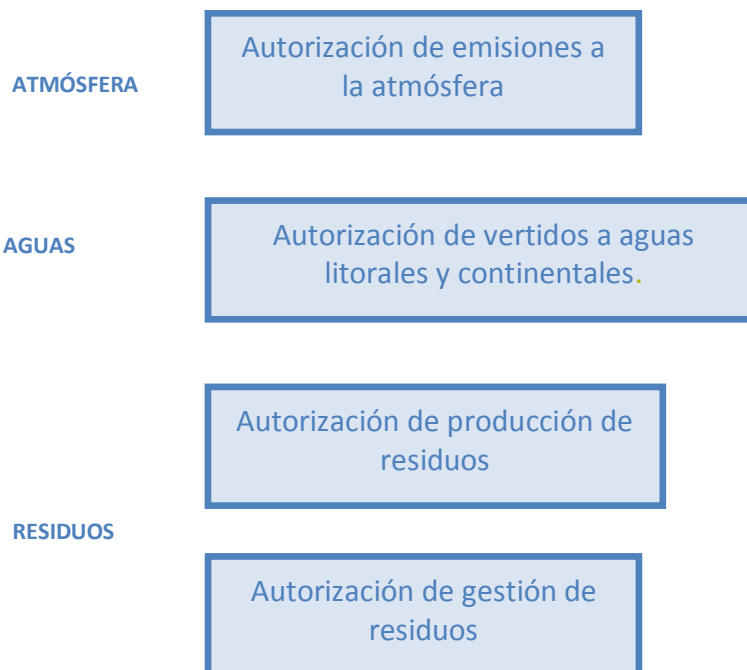 ATMÓSFERA
Autorización de emisiones a
la atmósfera
AGUAS
Autorización de vertidos a aguas
litorales y continentales.
RESIDUOS
Autorización de producción de
residuos
Autorización de gestión de
residuos